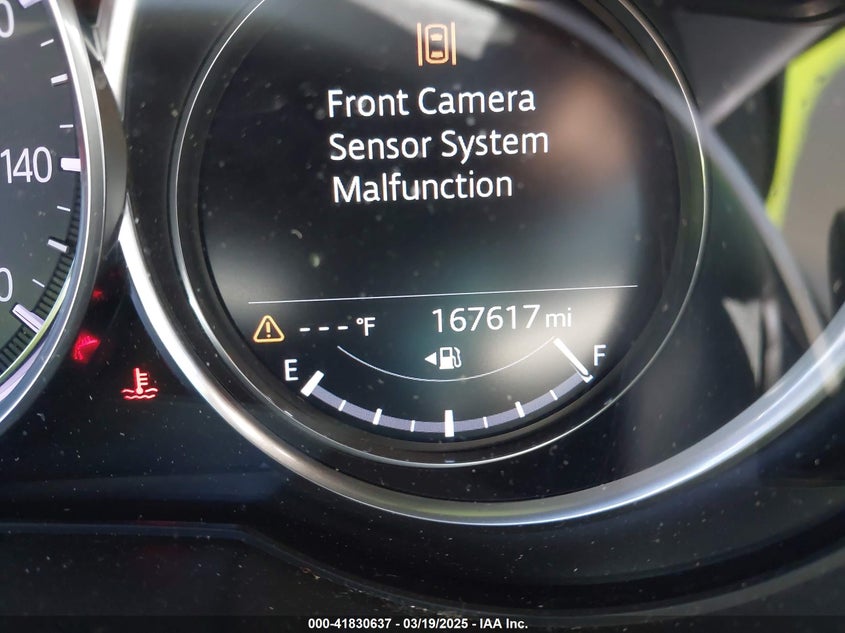 Front Camera
Sensor System
Malfunction
140
--- °F 167617 mi
E F
000-41830637 - 03/19/2025 - IAA Inc.